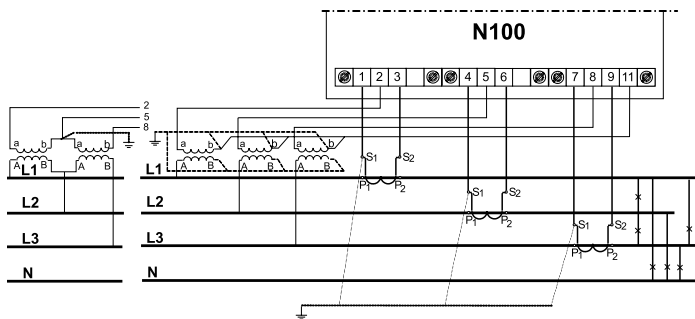 N100
1 2 3 4 5 6 7 8 9 11
2
5
8
a b a b a b a b a b
A B A B A B A B A B
S1 S2
L1 L1 P1 P2
S1 S2
L2 L2 P1 P2
S1 S2
L3 L3 P1 P2
N N